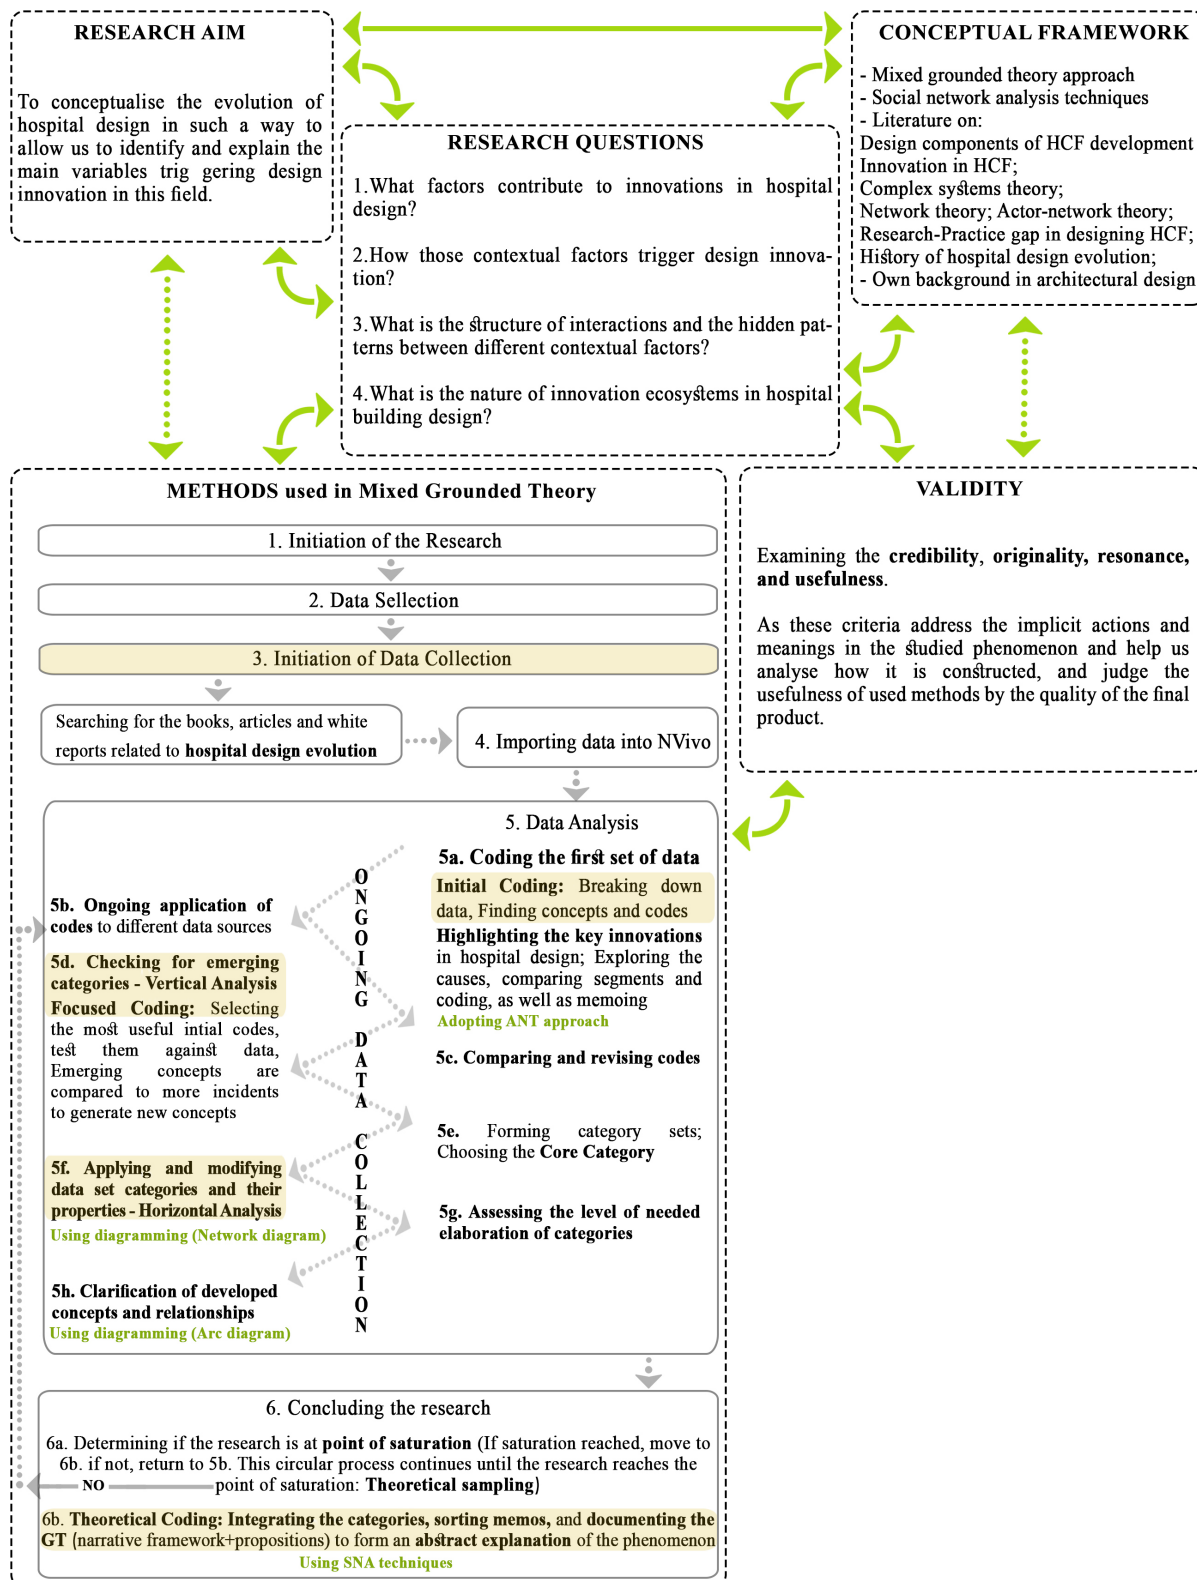 RESEARCH AIM
To conceptualise the evolution of
hospital design in such a way to
allow us to identify and explain the
main variables trig gering design
innovation in this field.
CONCEPTUAL FRAMEWORK
- Mixed grounded theory approach
- Social network analysis techniques
- Literature on:
Design components of HCF development
Innovation in HCF;
Complex systems theory;
Network theory; Actor-network theory;
Research-Practice gap in designing HCF;
History of hospital design evolution;
- Own background in architectural design
RESEARCH QUESTIONS
1.What factors contribute to innovations in hospital
design?
2.How those contextual factors trigger design innova-
tion?
3.What is the structure of interactions and the hidden pat-
terns between different contextual factors?
4.What is the nature of innovation ecosystems in hospital
building design?
METHODS used in Mixed Grounded Theory
1. Initiation of the Research
2. Data Sellection
3. Initiation of Data Collection
Searching for the books, articles and white
reports related to hospital design evolution
4. Importing data into NVivo
VALIDITY
Examining the credibility, originality, resonance,
and usefulness.
As these criteria address the implicit actions and
meanings in the studied phenomenon and help us
analyse how it is constructed, and judge the
usefulness of used methods by the quality of the final
product.
5. Data Analysis
5a. Coding the first set of data
Initial Coding: Breaking down
data, Finding concepts and codes
Highlighting the key innovations
in hospital design; Exploring the
causes, comparing segments and
coding, as well as memoing
Adopting ANT approach
ONGOING DATA COLLECTION
5b. Ongoing application of
codes to different data sources
5c. Comparing and revising codes
5d. Checking for emerging
categories - Vertical Analysis
Focused Coding: Selecting
the most useful intial codes,
test them against data,
Emerging concepts are
compared to more incidents
to generate new concepts
5e. Forming category sets;
Choosing the Core Category
5f. Applying and modifying
data set categories and their
properties - Horizontal Analysis
Using diagramming (Network diagram)
5g. Assessing the level of needed
elaboration of categories
5h. Clarification of developed
concepts and relationships
Using diagramming (Arc diagram)
6. Concluding the research
6a. Determining if the research is at point of saturation (If saturation reached, move to
6b. if not, return to 5b. This circular process continues until the research reaches the
point of saturation: Theoretical sampling)
NO
6b. Theoretical Coding: Integrating the categories, sorting memos, and documenting the
GT (narrative framework+propositions) to form an abstract explanation of the phenomenon
Using SNA techniques